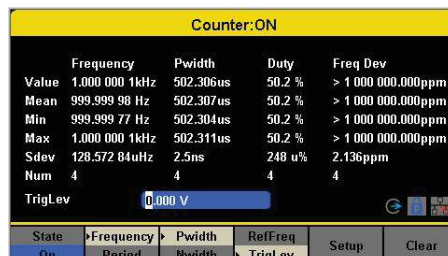 Counter:ON
Frequency Pwidth Duty Freq Dev
Value 1.000 000 1kHz 502.306us 50.2 % > 1 000 000.000ppm
Mean 999.999 98 Hz 502.307us 50.2 % > 1 000 000.000ppm
Min 999.999 77 Hz 502.304us 50.2 % > 1 000 000.000ppm
Max 1.000 000 1kHz 502.311us 50.2 % > 1 000 000.000ppm
Sdev 128.572 84uHz 2.5ns 248 u% 2.136ppm
Num 4 4 4 4
TrigLev 0.000 V
State Frequency Pwidth RefFreq Setup Clear
On Period Nwidth TrigLev